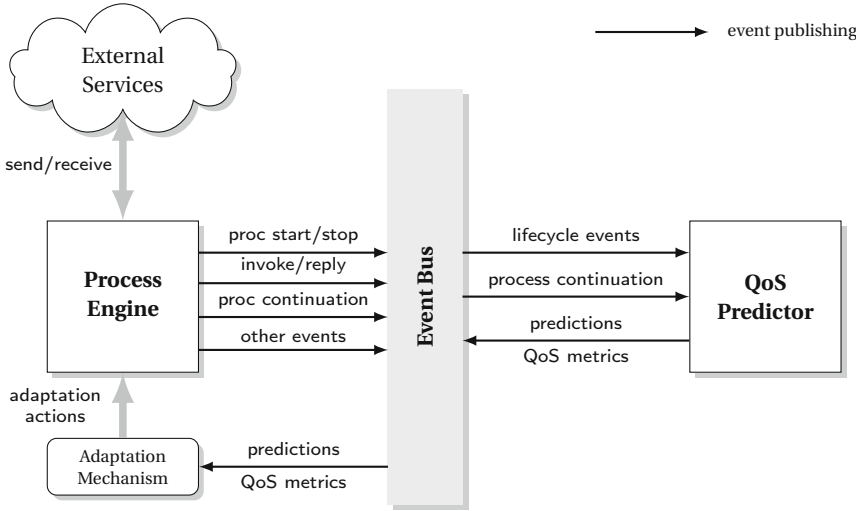 External
Services
event publishing
send/receive
Process
Engine
proc start/stop
invoke/reply
proc continuation
other events
Event Bus
lifecycle events
process continuation
predictions
QoS metrics
QoS
Predictor
adaptation
actions
Adaptation
Mechanism
predictions
QoS metrics